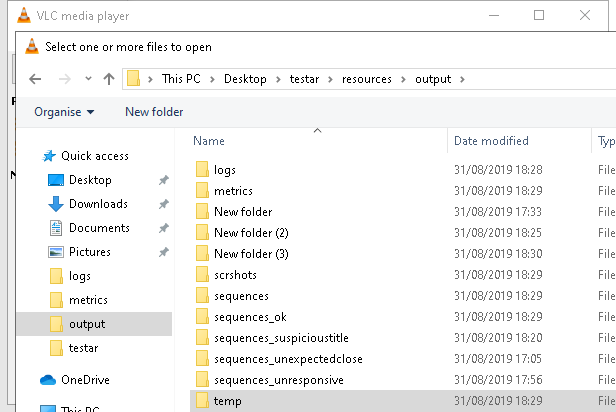 VLC media player
Select one or more files to open
This PC > Desktop > testar > resources > output >
Organise New folder
Name Date modified Typ
Quick access
Desktop
Downloads
Documents
Pictures
logs
metrics
output
testar
OneDrive
This PC
logs 31/08/2019 18:28 File
metrics 31/08/2019 18:29 File
New folder 31/08/2019 17:33 File
New folder (2) 31/08/2019 18:25 File
New folder (3) 31/08/2019 18:30 File
scrshots 31/08/2019 18:29 File
sequences 31/08/2019 18:29 File
sequences_ok 31/08/2019 18:29 File
sequences_suspicioustitle 31/08/2019 18:20 File
sequences_unexpectedclose 31/08/2019 17:05 File
sequences_unresponsive 31/08/2019 17:56 File
temp 31/08/2019 18:29 File